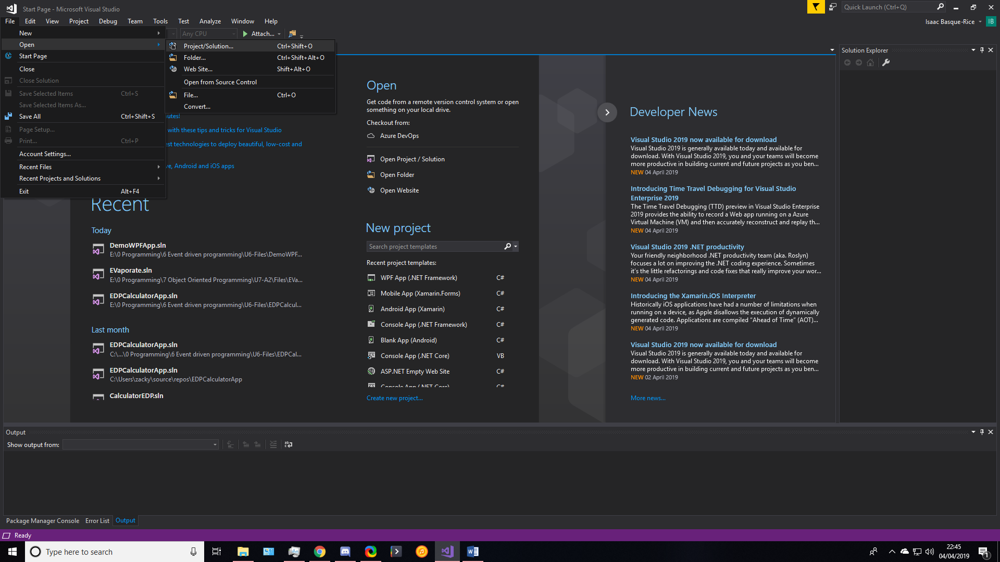 Start Page - Microsoft Visual Studio
Quick Launch (Ctrl+Q)
File Edit View Project Debug Team Tools Test Analyze Window Help
Isaac Basque-Rice IB
Any CPU Attach...
New
Open
Start Page
Close
Close Solution
Save Selected Items Ctrl+S
Save Selected Items As...
Save All Ctrl+Shift+S
Page Setup...
Print... Ctrl+P
Account Settings...
Recent Files
Recent Projects and Solutions
Exit Alt+F4
Project/Solution... Ctrl+Shift+O
Folder... Ctrl+Shift+Alt+O
Web Site... Shift+Alt+O
Open from Source Control
File... Ctrl+O
Convert...
with these tips and tricks for Visual Studio
technologies to deploy beautiful, low-cost and
Android and iOS apps
Recent
Today
DemoWPFApp.sln
E:\0 Programming\6 Event driven programming\U6-Files\DemoWPF...
EVaporate.sln
E:\0 Programming\7 Object Oriented Programming\U7-A2\Files\EVa...
EDPCalculatorApp.sln
E:\0 Programming\6 Event driven programming\U6-Files\EDPCalcul...
Last month
EDPCalculatorApp.sln
C:\...\0 Programming\6 Event driven programming\U6-Files\EDPCal...
EDPCalculatorApp.sln
C:\Users\zacky\source\repos\EDPCalculatorApp
CalculatorEDP.sln
Open
Get code from a remote version control system or open
something on your local drive.
Checkout from:
Azure DevOps
Open Project / Solution
Open Folder
Open Website
New project
Search project templates
Recent project templates:
WPF App (.NET Framework) C#
Mobile App (Xamarin.Forms) C#
Android App (Xamarin) C#
Console App (.NET Framework) C#
Blank App (Android) C#
Console App (.NET Core) VB
ASP.NET Empty Web Site C#
Console App (.NET Core) C#
Create new project...
Developer News
Visual Studio 2019 now available for download
Visual Studio 2019 is generally available today and available for
download. With Visual Studio 2019, you and your teams will become
more productive in building current and future projects as you ben...
NEW 04 April 2019
Introducing Time Travel Debugging for Visual Studio
Enterprise 2019
The Time Travel Debugging (TTD) preview in Visual Studio Enterprise
2019 provides the ability to record a Web app running on a Azure
Virtual Machine (VM) and then accurately reconstruct and replay th...
NEW 04 April 2019
Visual Studio 2019 .NET productivity
Your friendly neighborhood .NET productivity team (aka. Roslyn)
focuses a lot on improving the .NET coding experience. Sometimes
it's the little refactorings and code fixes that really improve your wor...
NEW 04 April 2019
Introducing the Xamarin.iOS Interpreter
Historically iOS applications have had a number of limitations when
running on a device, as Apple disallows the execution of dynamically
generated code. Applications are compiled "Ahead of Time" (AOT)...
NEW 04 April 2019
Visual Studio 2019 now available for download
Visual Studio 2019 is generally available today and available for
download. With Visual Studio 2019, you and your teams will become
more productive in building current and future projects as you ben...
NEW 02 April 2019
More news...
Solution Explorer
Output
Show output from:
Package Manager Console Error List Output
Ready
Type here to search
22:45
04/04/2019
1